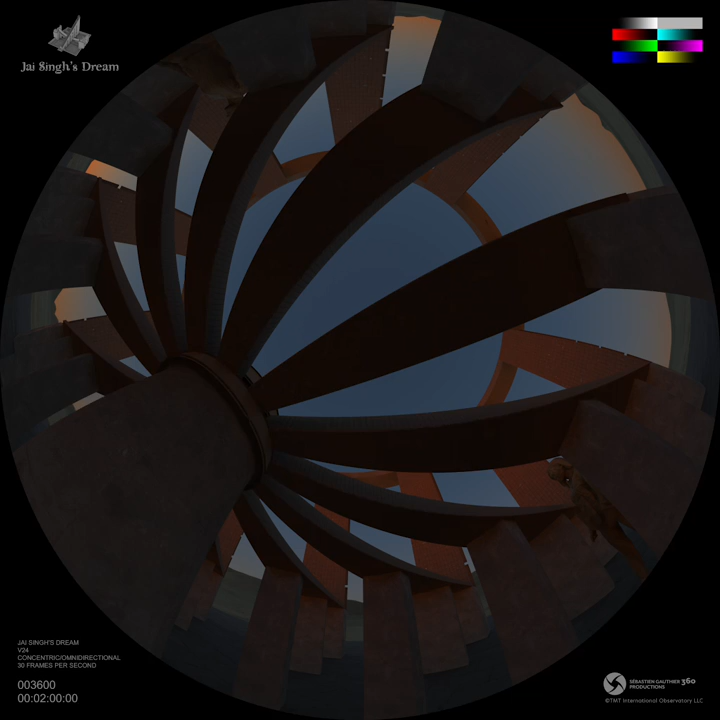 Jai Singh's Dream
JAI SINGH'S DREAM
V24
CONCENTRIC/OMNIDIRECTIONAL
30 FRAMES PER SECOND
003600
00:02:00:00
SÉBASTIEN GAUTHIER 360
PRODUCTIONS
©TMT International Observatory LLC